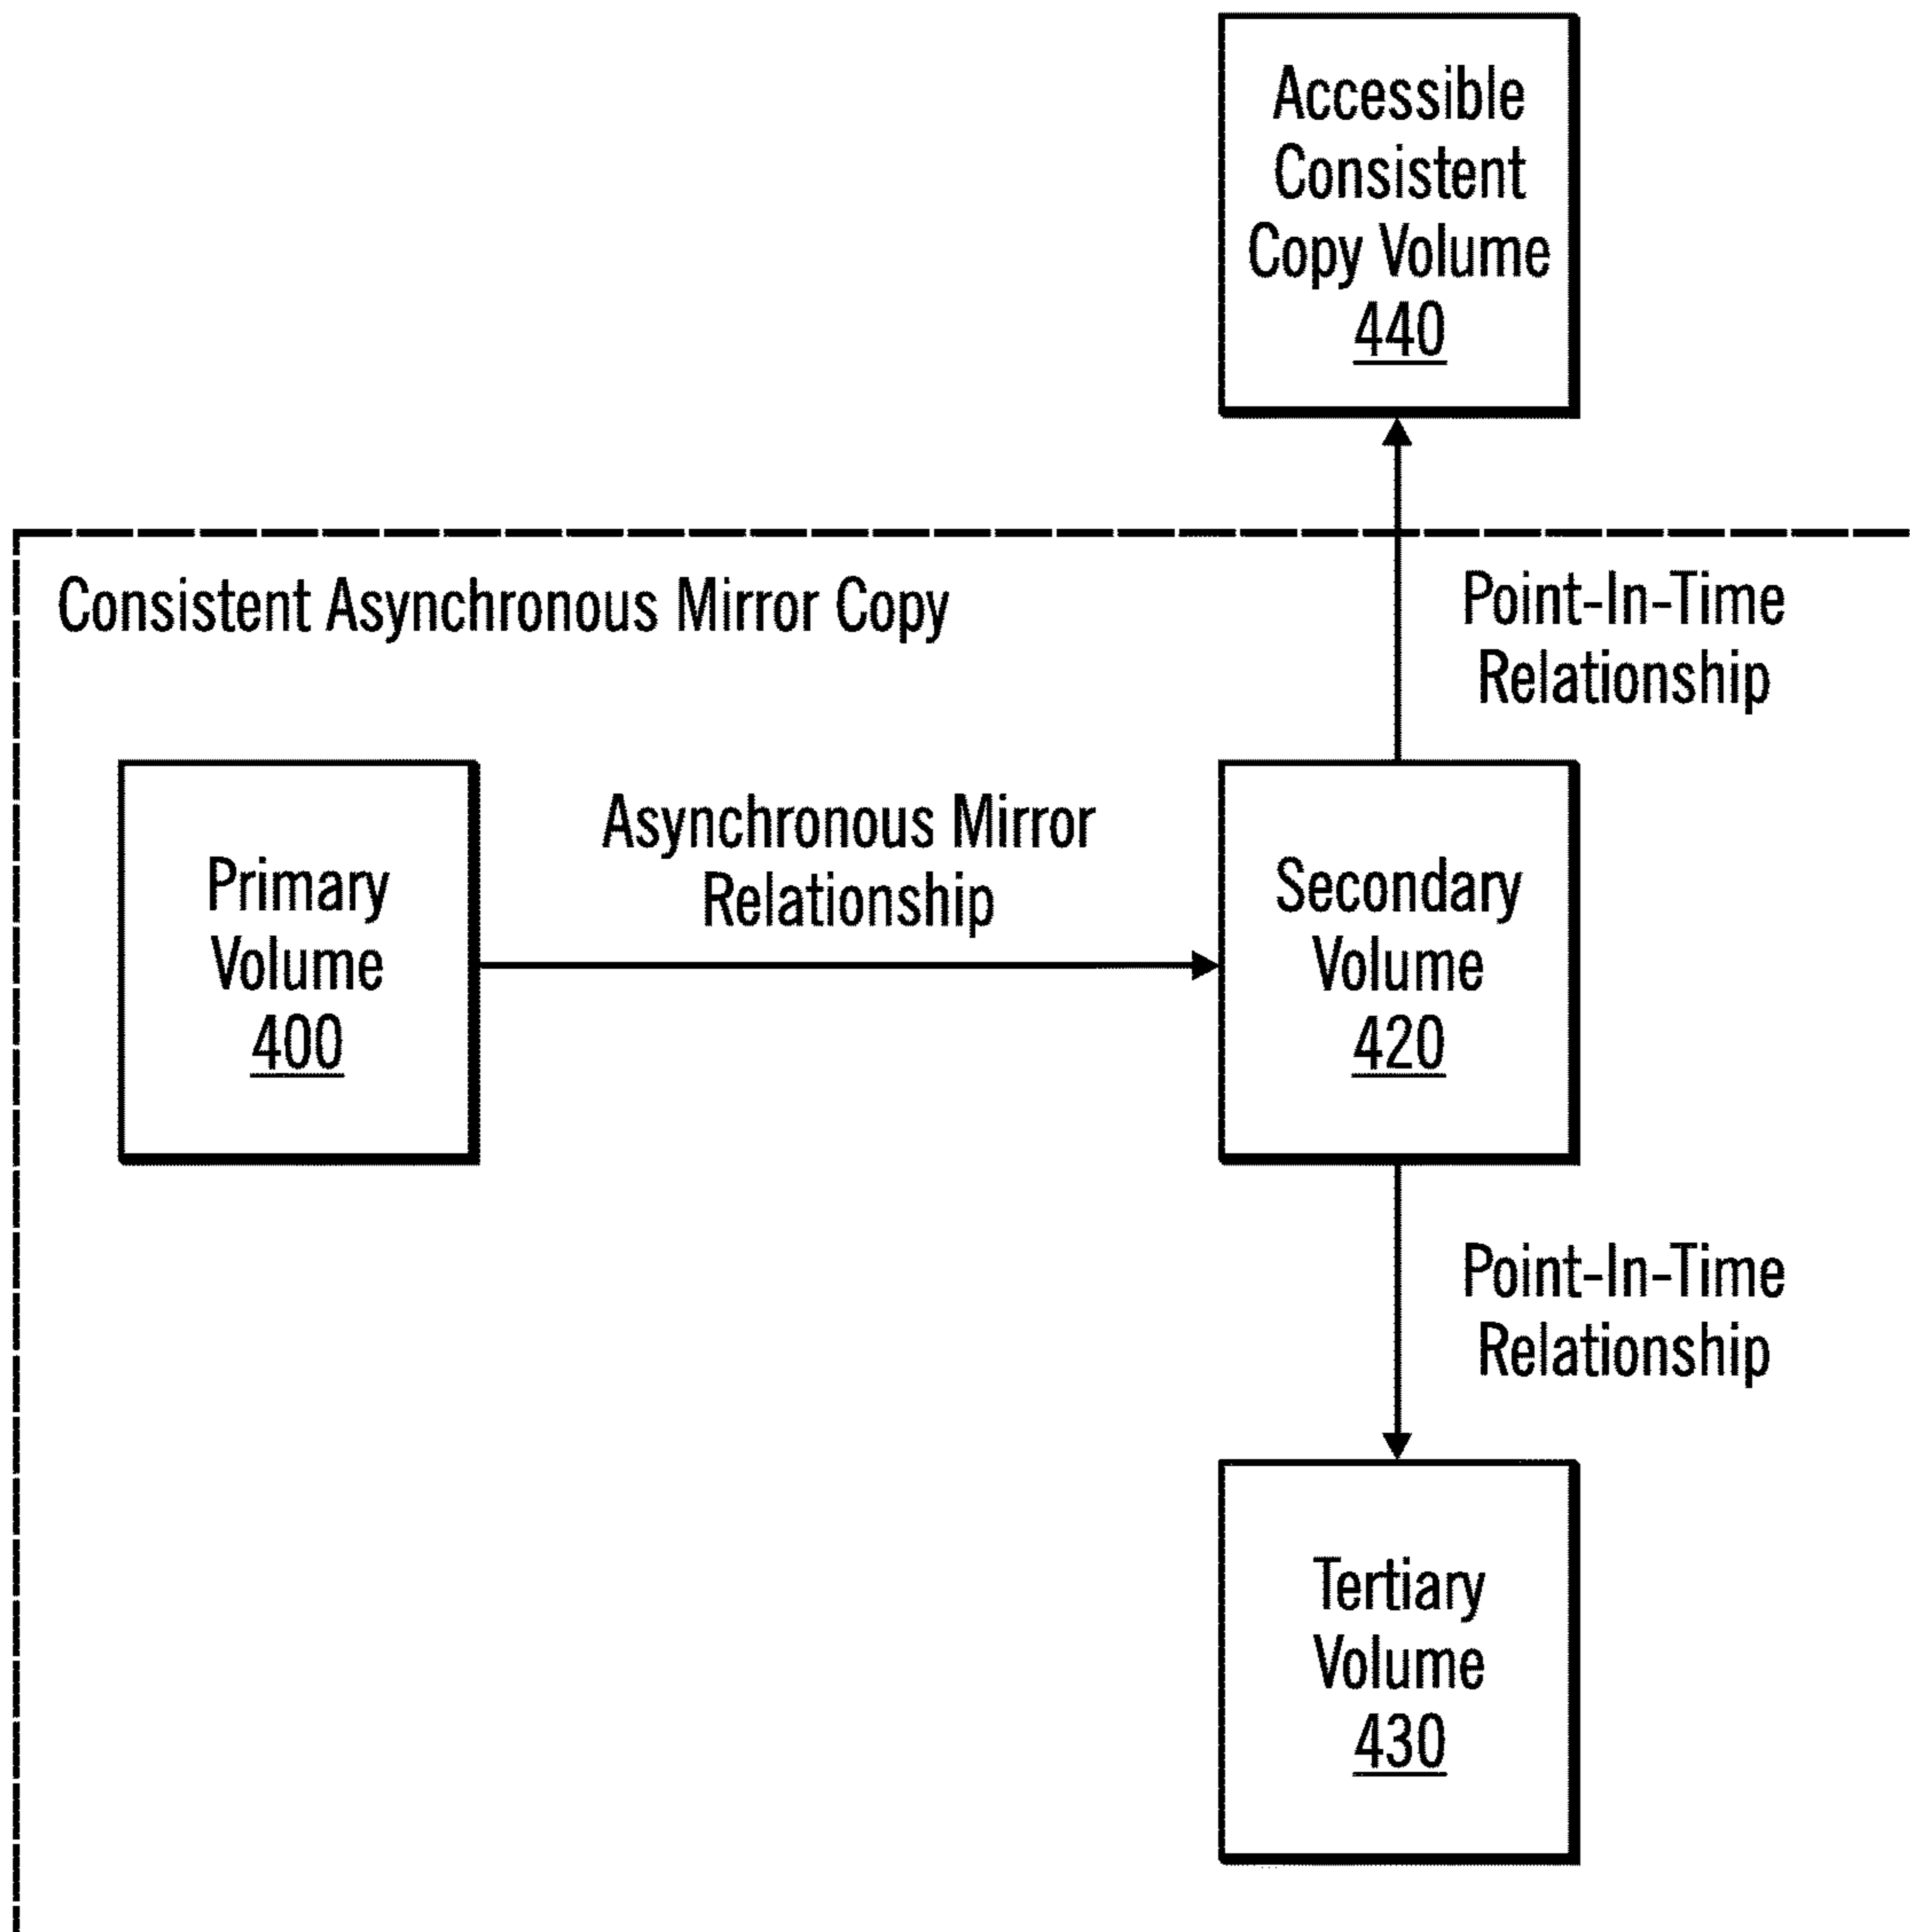 Accessible
Consistent
Copy Volume
440
Consistent Asynchronous Mirror Copy
Point-In-Time
Relationship
Primary
Volume
400
Asynchronous Mirror
Relationship
Secondary
Volume
420
Point-In-Time
Relationship
Tertiary
Volume
430